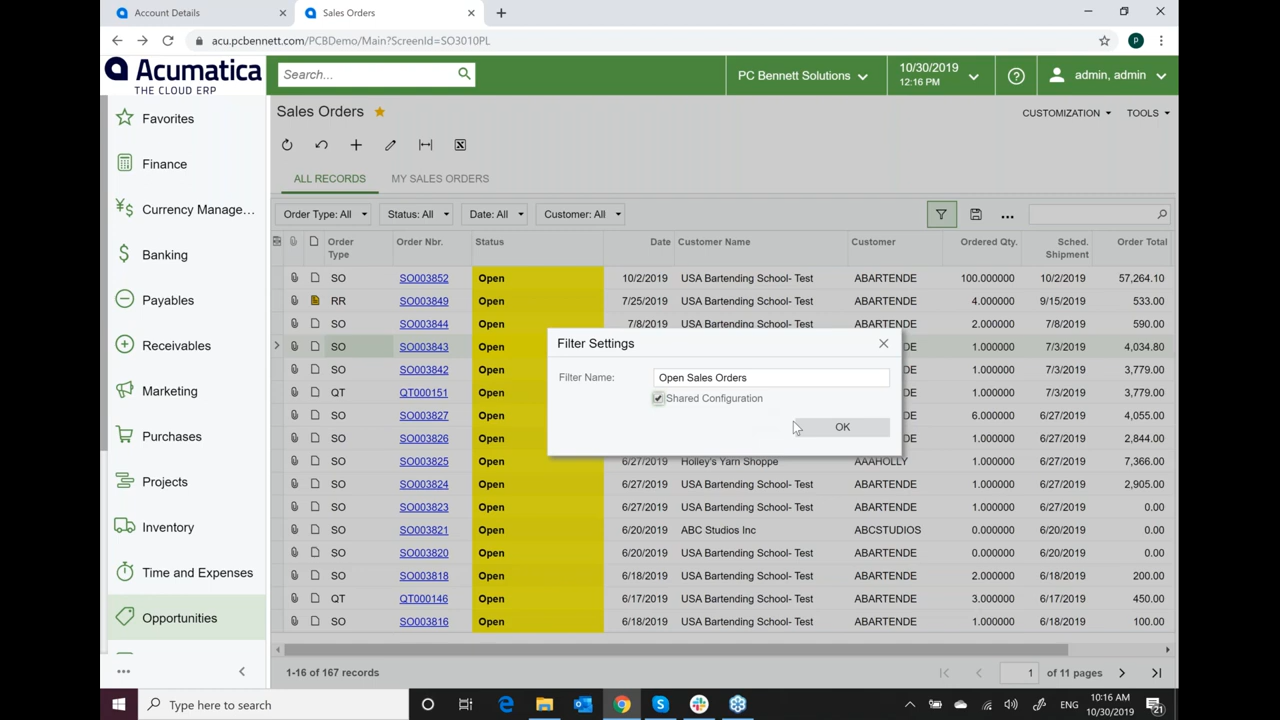 Account Details
Sales Orders
acu.pcbennett.com/PCBDemo/Main?ScreenId=SO3010PL
P
Acumatica
THE CLOUD ERP
Search...
PC Bennett Solutions
10/30/2019
12:16 PM
admin, admin
Favorites
Finance
Currency Manage...
Banking
Payables
Receivables
Marketing
Purchases
Projects
Inventory
Time and Expenses
Opportunities
Sales Orders
CUSTOMIZATION TOOLS
ALL RECORDS MY SALES ORDERS
Order Type: All Status: All Date: All Customer: All
Order Type Order Nbr. Status Date Customer Name Customer Ordered Qty. Sched. Shipment Order Total
SO SO003852 Open 10/2/2019 USA Bartending School- Test ABARTENDE 100.000000 10/2/2019 57,264.10
RR SO003849 Open 7/25/2019 USA Bartending School- Test ABARTENDE 4.000000 9/15/2019 533.00
SO SO003844 Open 7/8/2019 USA Bartending School- Test ABARTENDE 2.000000 7/8/2019 590.00
SO SO003843 Open DE 1.000000 7/3/2019 4,034.80
SO SO003842 Open DE 1.000000 7/3/2019 3,779.00
QT QT000151 Open DE 1.000000 7/3/2019 3,779.00
SO SO003827 Open DE 6.000000 6/27/2019 4,055.00
SO SO003826 Open DE 1.000000 6/27/2019 2,844.00
SO SO003825 Open 6/27/2019 Holley's Yarn Shoppe AAAHOLLY 1.000000 6/27/2019 7,366.00
SO SO003824 Open 6/27/2019 USA Bartending School- Test ABARTENDE 1.000000 6/27/2019 2,905.00
SO SO003823 Open 6/27/2019 USA Bartending School- Test ABARTENDE 1.000000 6/27/2019 0.00
SO SO003821 Open 6/20/2019 ABC Studios Inc ABCSTUDIOS 0.000000 6/20/2019 0.00
SO SO003820 Open 6/20/2019 USA Bartending School- Test ABARTENDE 0.000000 6/20/2019 0.00
SO SO003818 Open 6/18/2019 USA Bartending School- Test ABARTENDE 2.000000 6/18/2019 200.00
QT QT000146 Open 6/17/2019 USA Bartending School- Test ABARTENDE 3.000000 6/17/2019 450.00
SO SO003816 Open 6/18/2019 USA Bartending School- Test ABARTENDE 1.000000 6/18/2019 100.00
Filter Settings
Filter Name: Open Sales Orders
Shared Configuration
OK
1-16 of 167 records
1 of 11 pages
Type here to search
ENG
10:16 AM
10/30/2019
21